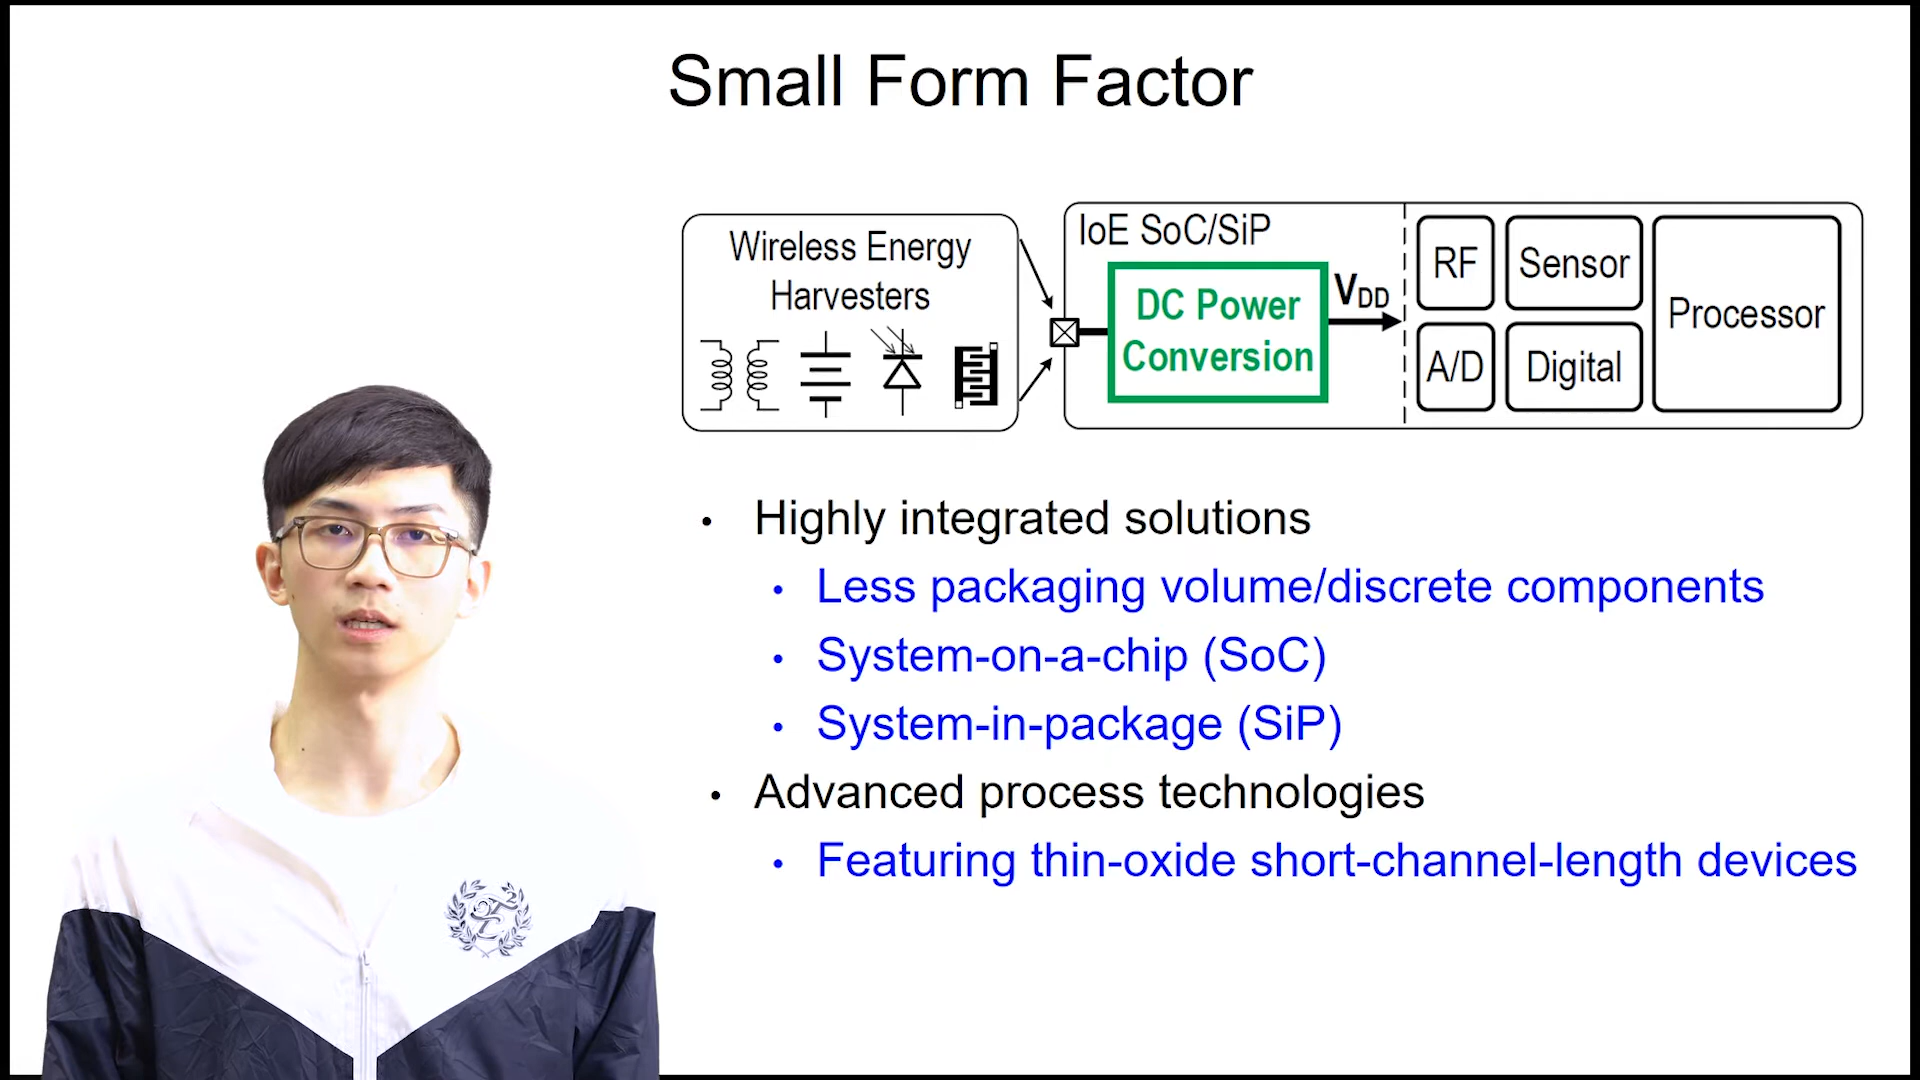 Small Form Factor
Wireless Energy
Harvesters
IoE SoC/SiP
DC Power
Conversion
VDD
RF
Sensor
A/D
Digital
Processor
• Highly integrated solutions
• Less packaging volume/discrete components
• System-on-a-chip (SoC)
• System-in-package (SiP)
• Advanced process technologies
• Featuring thin-oxide short-channel-length devices